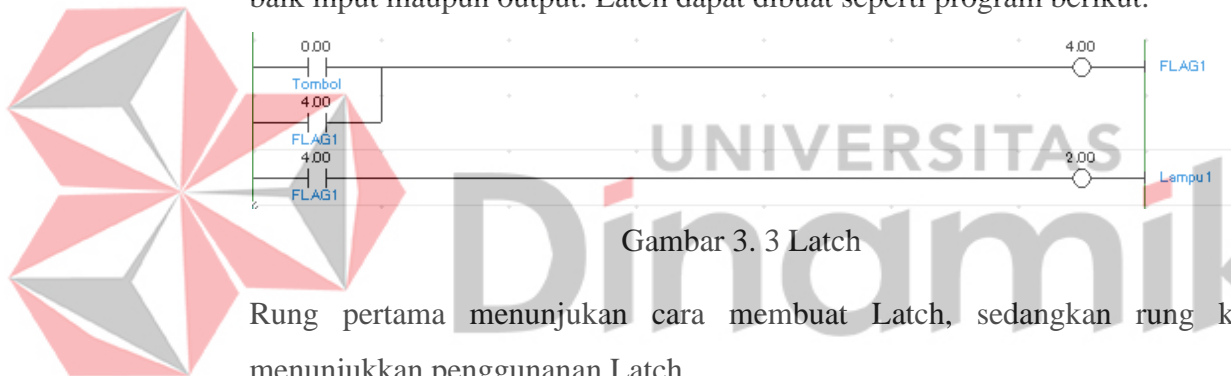 baik input maupun output. Latch dapat dibuat seperti program berikut:
0.00
4.00
Tombol
FLAG1
4.00
FLAG1
4.00
2.00
FLAG1
Lampu1
UNIVERSITAS
Dinamik
Gambar 3. 3 Latch
Rung pertama menunjukan cara membuat Latch, sedangkan rung
menunjukkan penggunanan Latch